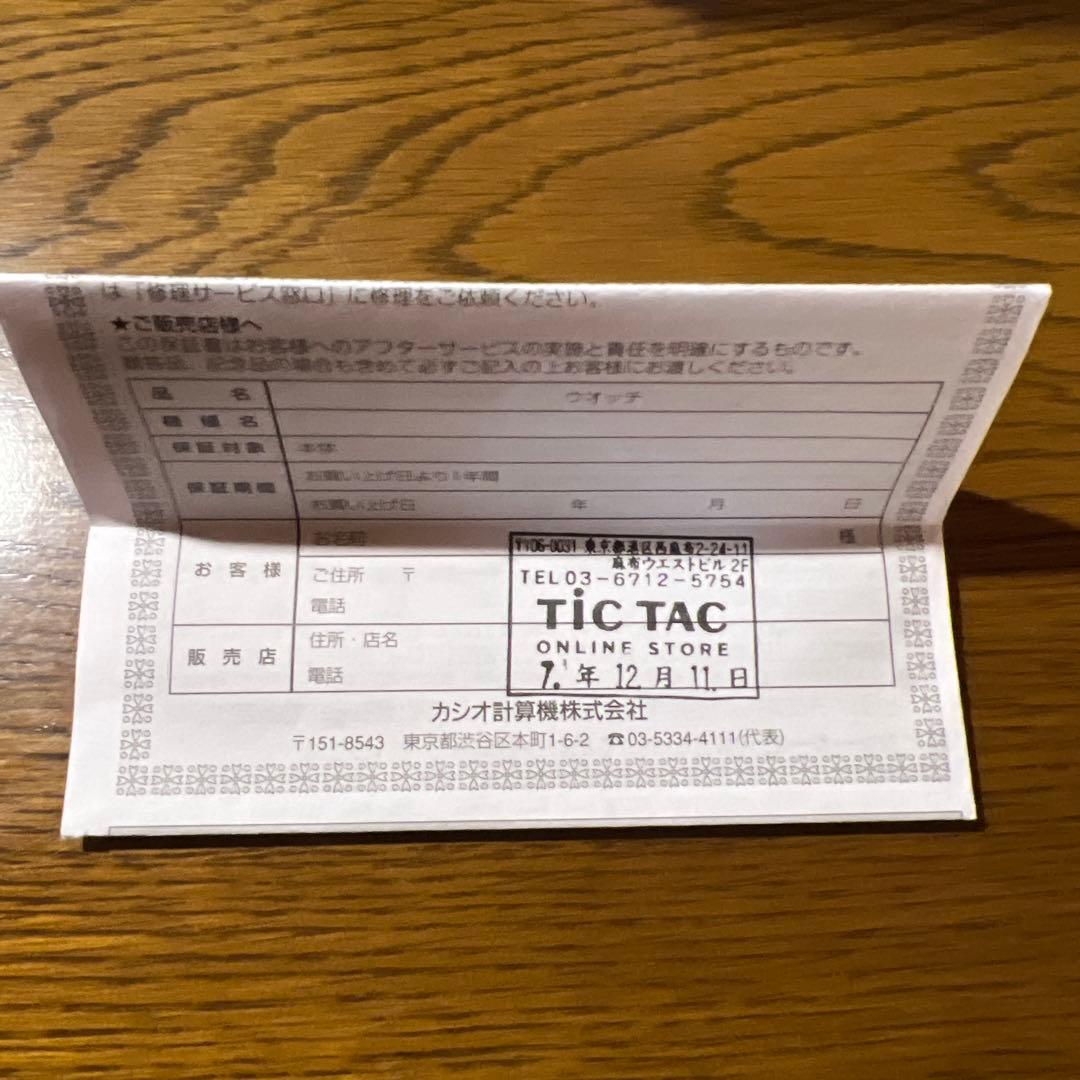 は「修理サービス窓口」に修理をご依頼ください。
★ご販売店様へ
この保証書はお客様へのアフターサービスの実施と責任を明確にするものです。
贈答品、記念品の場合も含めて必ずご記入の上お客様にお渡しください。
品名 ウオッチ
機種名
保証対象 本体
保証期間 お買い上げ日より1年間
お買い上げ日 年 月 日
お客様 お名前 様
ご住所 〒
電話
販売店 住所・店名
電話
〒106-0031 東京都港区西麻布2-24-11
麻布ウエストビル 2F
TEL 03-6712-5754
TiC TAC
ONLINE STORE
7. 年 12 月 11. 日
カシオ計算機株式会社
〒151-8543 東京都渋谷区本町1-6-2 ☎03-5334-4111(代表)